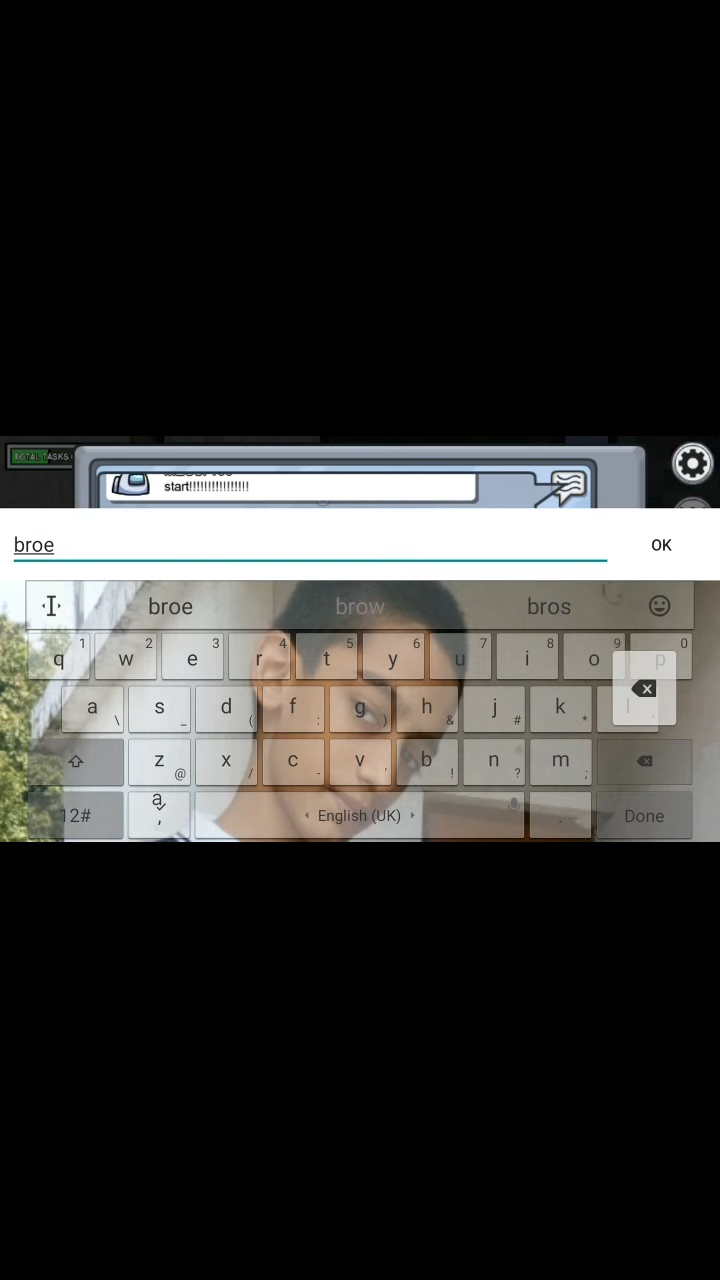 TOTAL TASKS
start!!!!!!!!!!!!!!!!
broe
OK
broe brow bros
q 1 w 2 e 3 r 4 t 5 y 6 u 7 i 8 o 9 p 0
a \ s _ d ( f : g ) h & j # k * l
z @ x / c - v ' b ! n ? m ;
12# a , English (UK) . Done